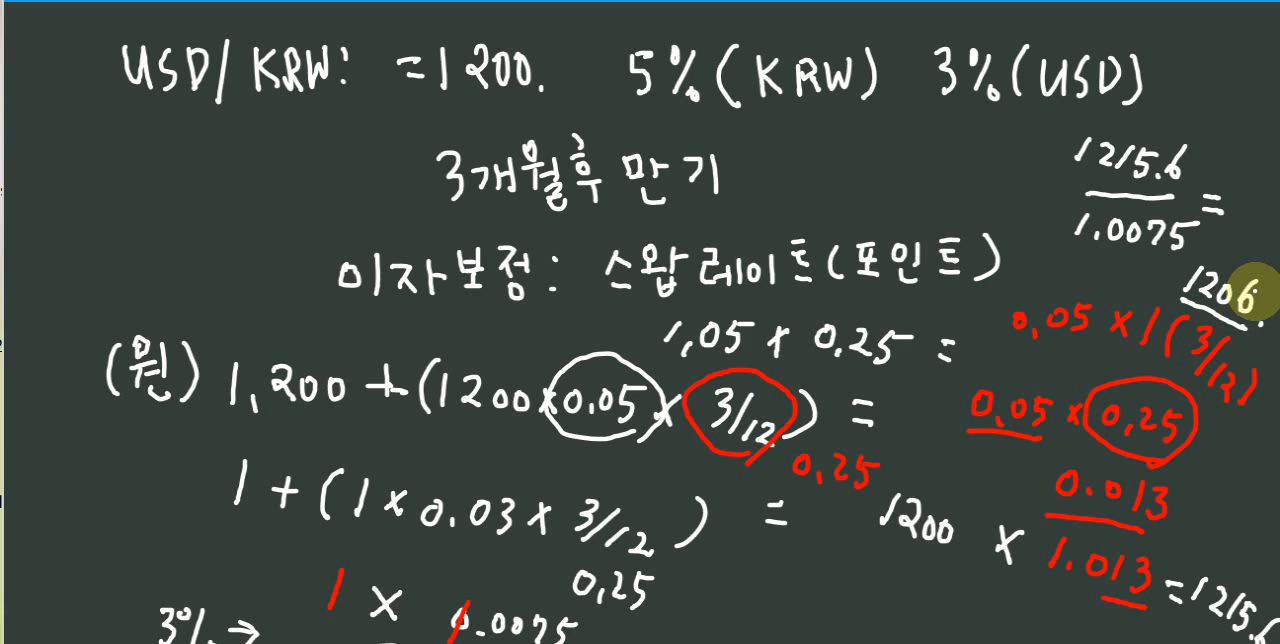 USD/KRW: =1200. 5%(KRW) 3%(USD)
3개월후 만기
1215.6
1.0075 =
이자보정: 스왑레이트(포인트)
1206.
1,05 x 0.25 =
0.05 x 1(3/12)
(원) 1,200 + (1200x0.05 x 3/12) =
0.05 x 0,25
0.25
0.013
1 + (1 x 0.03 x 3/12) =
0,25
1200 x 1.013 = 1215.6
3% →
1 x 0.0075